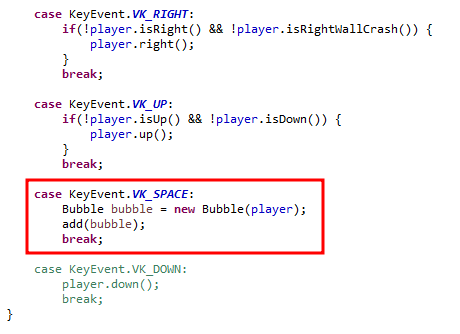 case KeyEvent.VK_RIGHT:
if(!player.isRight() && !player.isRightWallCrash()) {
player.right();
}
break;
case KeyEvent.VK_UP:
if(!player.isUp() && !player.isDown()) {
player.up();
}
break;
case KeyEvent.VK_SPACE:
Bubble bubble = new Bubble(player);
add(bubble);
break;
case KeyEvent.VK_DOWN:
player.down();
break;
}